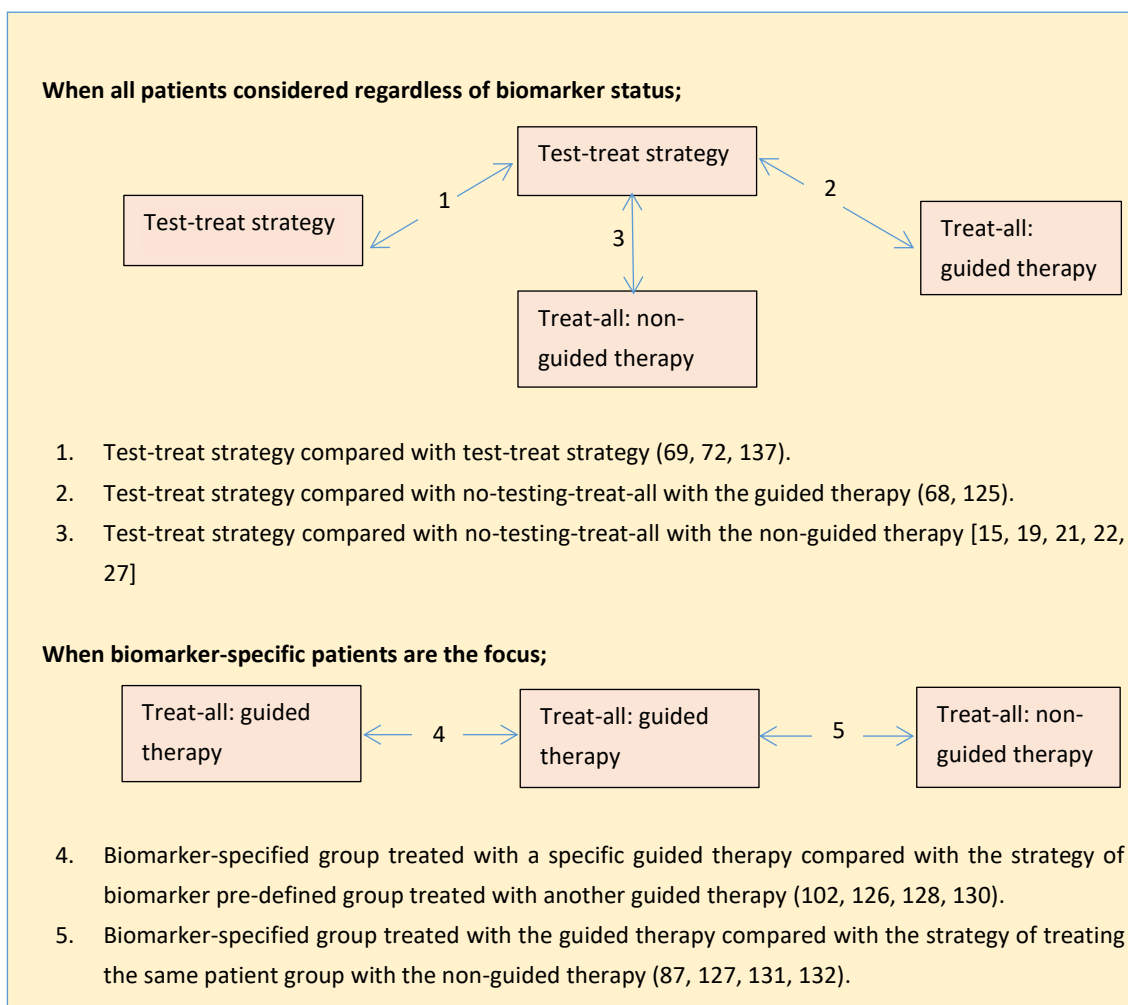 When all patients considered regardless of biomarker status;
Test-treat strategy
1
2
Test-treat strategy
3
Treat-all:
guided therapy
Treat-all: non-
guided therapy
1. Test-treat strategy compared with test-treat strategy (69, 72, 137).
2. Test-treat strategy compared with no-testing-treat-all with the guided therapy (68, 125).
3. Test-treat strategy compared with no-testing-treat-all with the non-guided therapy [15, 19, 21, 22,
27]
When biomarker-specific patients are the focus;
Treat-all: guided
therapy
4
Treat-all: guided
therapy
5
Treat-all: non-
guided therapy
4. Biomarker-specified group treated with a specific guided therapy compared with the strategy of
biomarker pre-defined group treated with another guided therapy (102, 126, 128, 130).
5. Biomarker-specified group treated with the guided therapy compared with the strategy of treating
the same patient group with the non-guided therapy (87, 127, 131, 132).